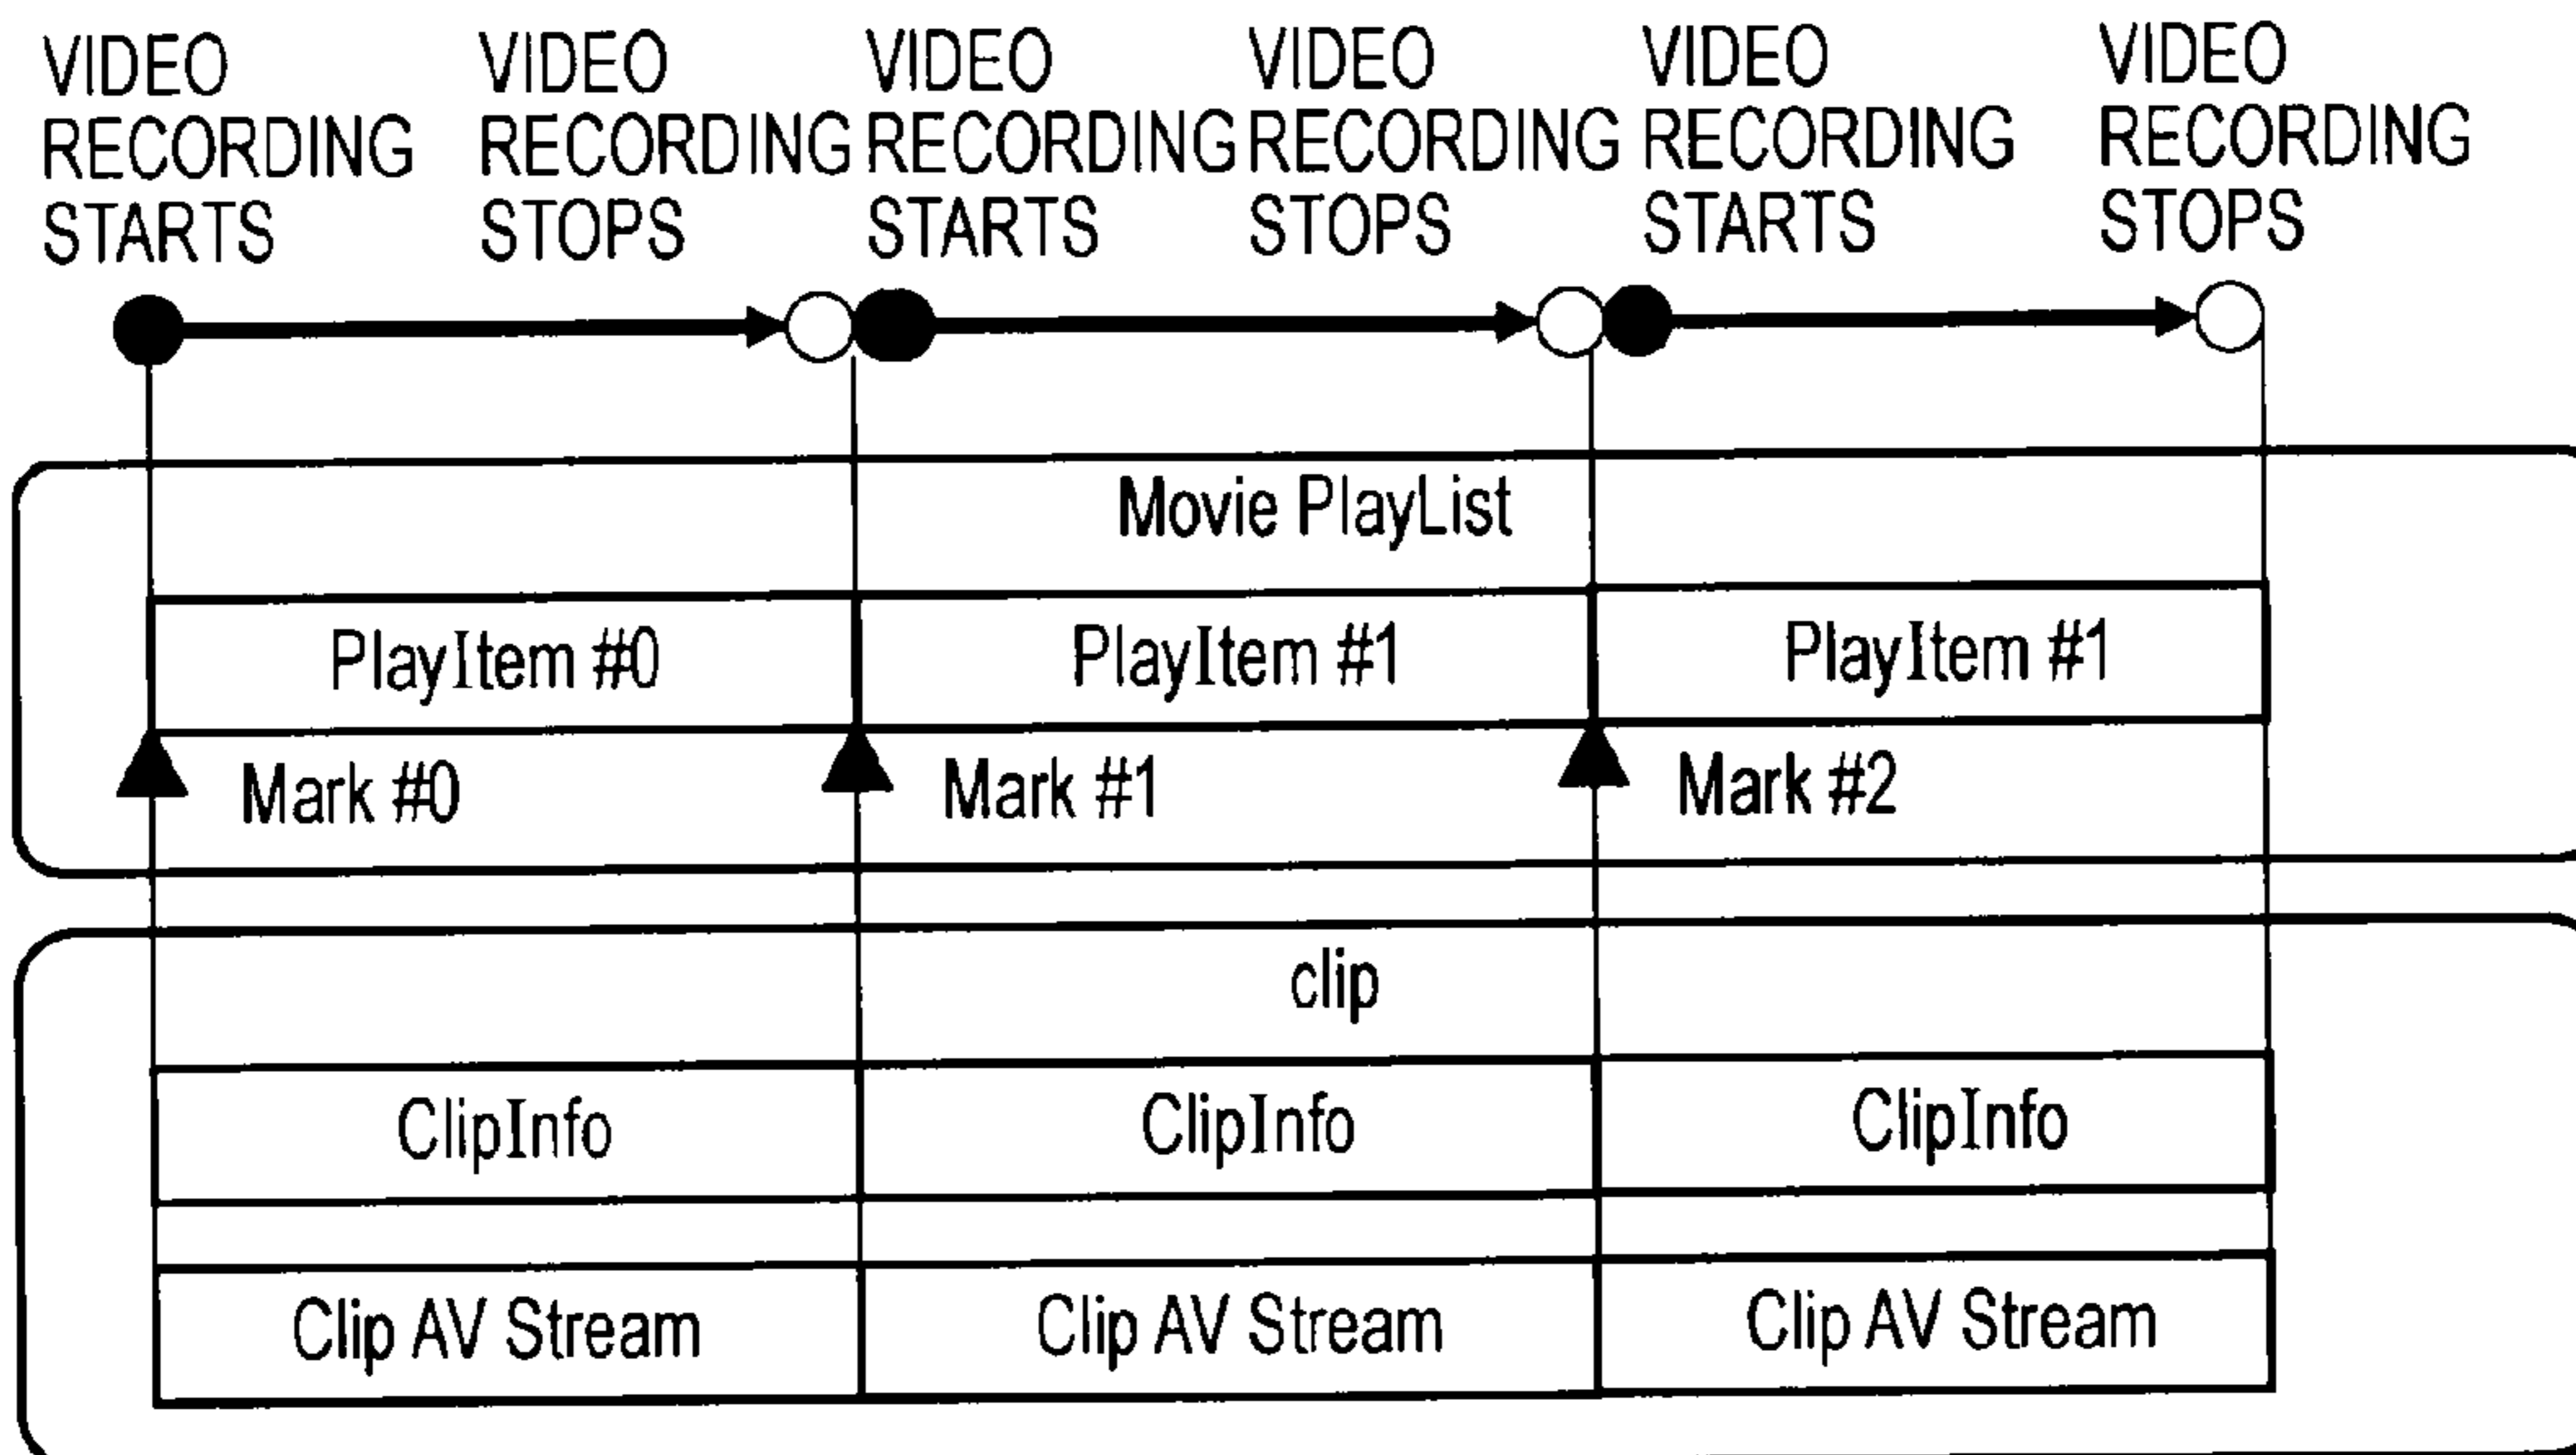 VIDEO RECORDING STARTS
VIDEO RECORDING STOPS
VIDEO RECORDING STARTS
VIDEO RECORDING STOPS
VIDEO RECORDING STARTS
VIDEO RECORDING STOPS
Movie PlayList
PlayItem #0
PlayItem #1
PlayItem #1
Mark #0
Mark #1
Mark #2
clip
ClipInfo
ClipInfo
ClipInfo
Clip AV Stream
Clip AV Stream
Clip AV Stream